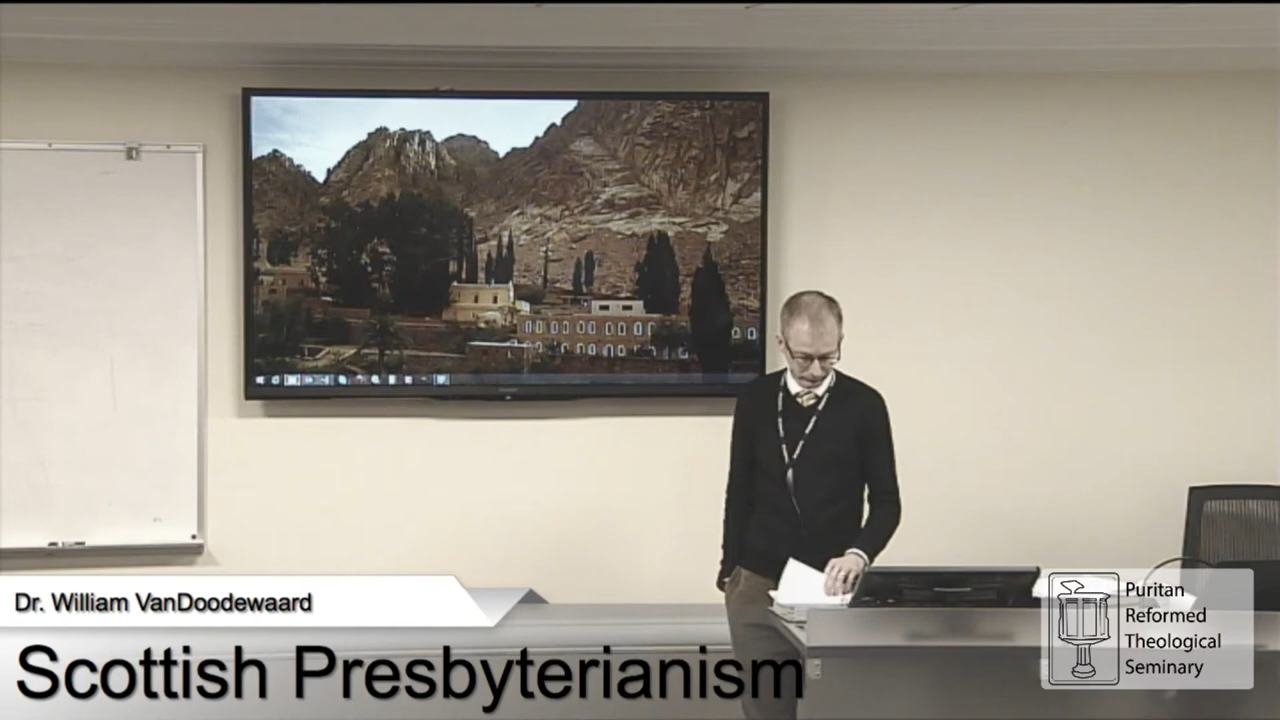 Dr. William VanDoodewaard
Scottish Presbyterianism
Puritan
Reformed
Theological
Seminary